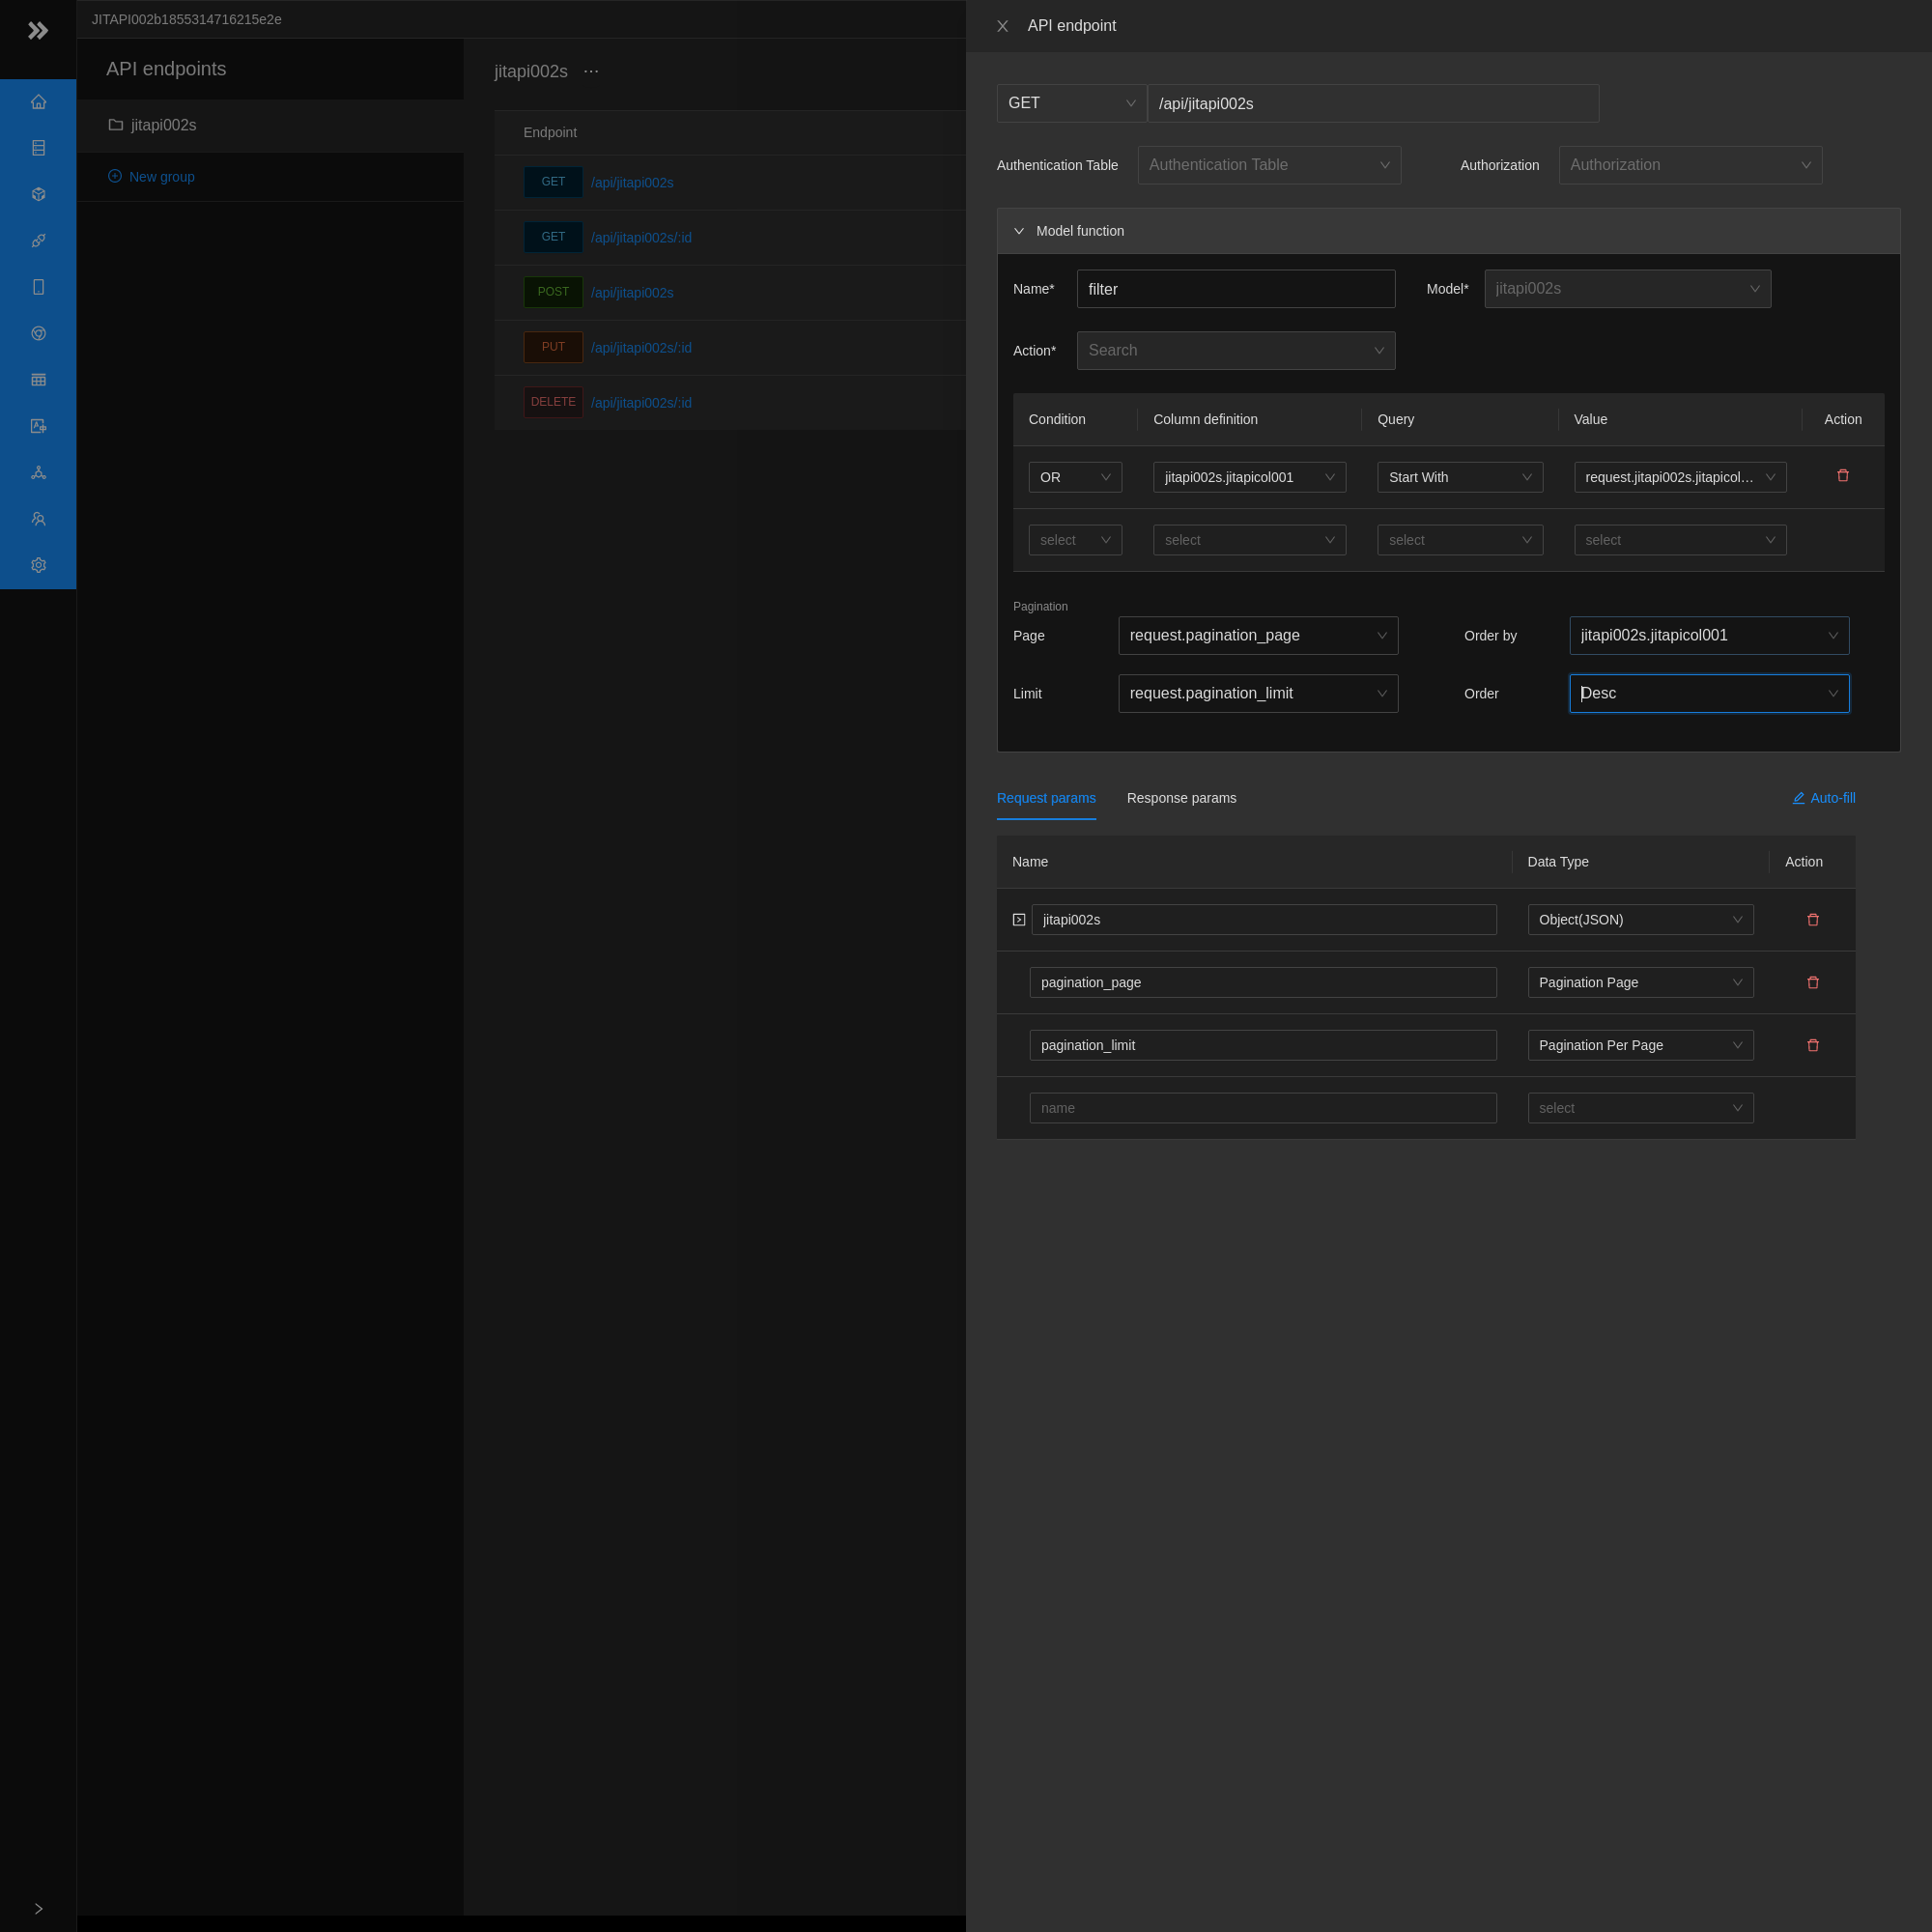 JITAPI002b1855314716215e2e
API endpoints
jitapi002s
New group
jitapi002s ···
Endpoint
GET /api/jitapi002s
GET /api/jitapi002s/:id
POST /api/jitapi002s
PUT /api/jitapi002s/:id
DELETE /api/jitapi002s/:id
API endpoint
GET /api/jitapi002s
Authentication Table Authentication Table Authorization Authorization
Model function
Name* filter Model* jitapi002s
Action* Search
Condition Column definition Query Value Action
OR jitapi002s.jitapicol001 Start With request.jitapi002s.jitapicol...
select select select select
Pagination
Page request.pagination_page Order by jitapi002s.jitapicol001
Limit request.pagination_limit Order Desc
Request params Response params Auto-fill
Name Data Type Action
jitapi002s Object(JSON)
pagination_page Pagination Page
pagination_limit Pagination Per Page
name select